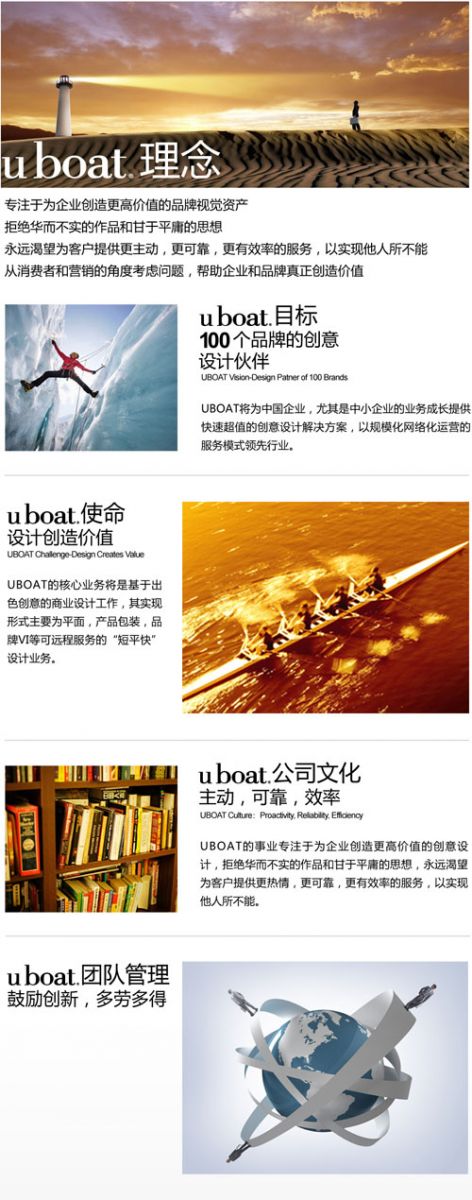 u boat.理念
专注于为企业创造更高价值的品牌视觉资产
拒绝华而不实的作品和甘于平庸的思想
永远渴望为客户提供更主动，更可靠，更有效率的服务，以实现他人所不能
从消费者和营销的角度考虑问题，帮助企业和品牌真正创造价值
u boat.目标
100个品牌的创意
设计伙伴
UBOAT Vision-Design Patner of 100 Brands
UBOAT将为中国企业，尤其是中小企业的业务成长提供
快速超值的创意设计解决方案，以规模化网络化运营的
服务模式领先行业。
u boat.使命
设计创造价值
UBOAT Challenge-Design Creates Value
UBOAT的核心业务将是基于出
色创意的商业设计工作，其实现
形式主要为平面，产品包装，品
牌VI等可远程服务的“短平快”
设计业务。
u boat.公司文化
主动，可靠，效率
UBOAT Culture：Proactivity, Reliability, Efficiency
UBOAT的事业专注于为企业创造更高价值的创意设
计，拒绝华而不实的作品和甘于平庸的思想，永远渴望
为客户提供更热情，更可靠，更有效率的服务，以实现
他人所不能。
u boat.团队管理
鼓励创新，多劳多得